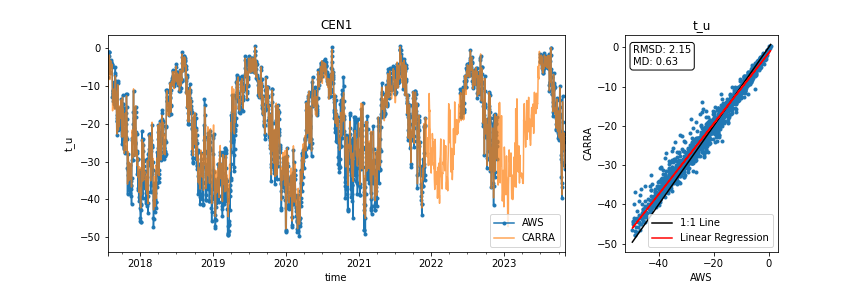 CEN1
t_u
0
−10
−20
−30
−40
−50
2018
2019
2020
2021
2022
2023
time
AWS
CARRA
t_u
RMSD: 2.15
MD: 0.63
CARRA
0
−10
−20
−30
−40
−50
−40
−20
0
AWS
1:1 Line
Linear Regression